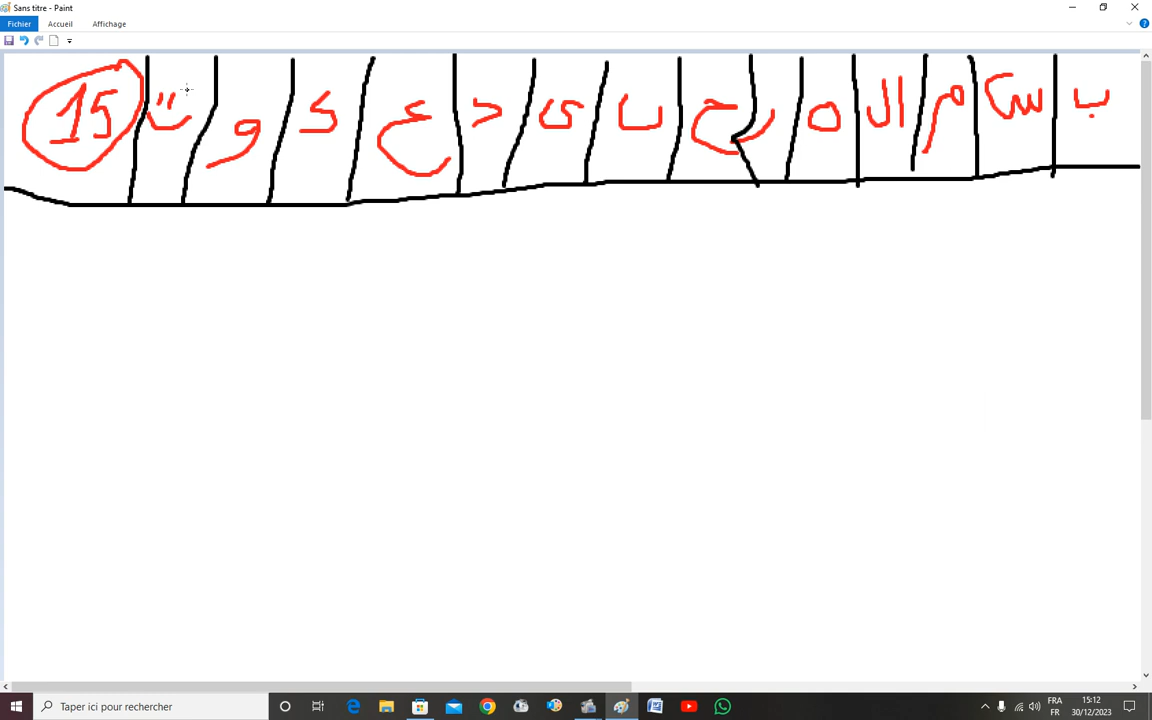 Sans titre - Paint
Fichier Accueil Affichage
ب س م ال ه ح ى د ع ک و ت 15
Taper ici pour rechercher
FRA 15:12
FR 30/12/2023